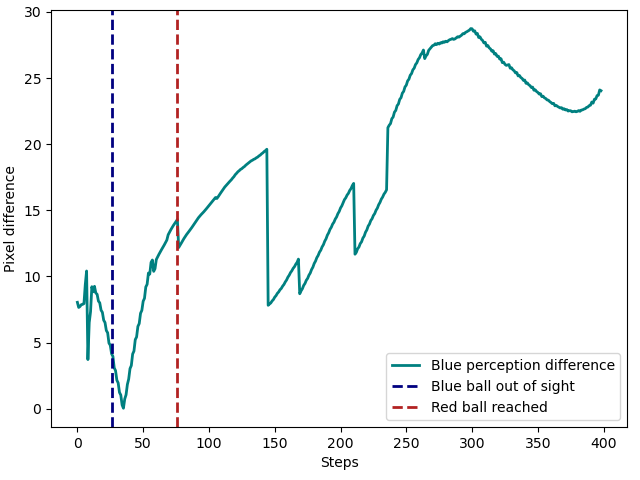 30
25
20
15
10
5
0
Pixel difference
Blue perception difference
Blue ball out of sight
Red ball reached
0 50 100 150 200 250 300 350 400
Steps